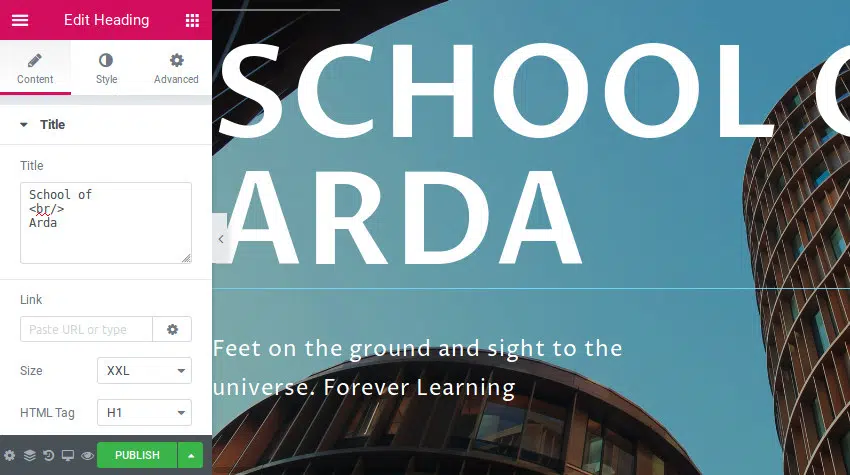 Edit Heading
Content
Style
Advanced
Title
Title
School of
<br/>
Arda
Link
Paste URL or type
Size
XXL
HTML Tag
H1
PUBLISH
SCHOOL O
ARDA
Feet on the ground and sight to the
universe. Forever Learning